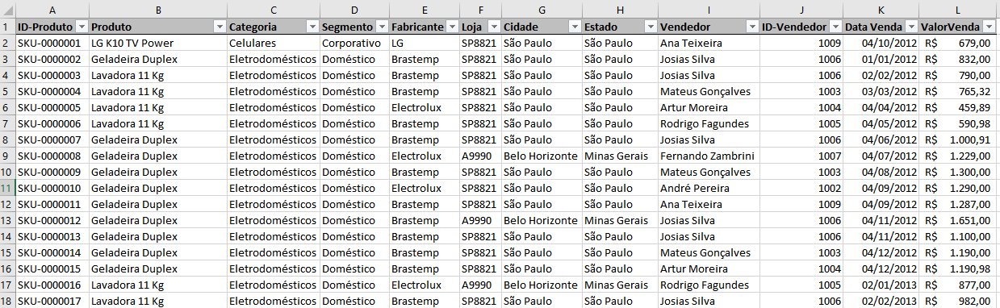 A B C D E F G H I J K L
1 ID-Produto Produto Categoria Segmento Fabricante Loja Cidade Estado Vendedor ID-Vendedor Data Venda ValorVenda
2 SKU-0000001 LG K10 TV Power Celulares Corporativo LG SP8821 São Paulo São Paulo Ana Teixeira 1009 04/10/2012 R$ 679,00
3 SKU-0000002 Geladeira Duplex Eletrodomésticos Doméstico Brastemp SP8821 São Paulo São Paulo Josias Silva 1006 01/01/2012 R$ 832,00
4 SKU-0000003 Lavadora 11 Kg Eletrodomésticos Doméstico Brastemp SP8821 São Paulo São Paulo Josias Silva 1006 02/02/2012 R$ 790,00
5 SKU-0000004 Lavadora 11 Kg Eletrodomésticos Doméstico Brastemp SP8821 São Paulo São Paulo Mateus Gonçalves 1003 03/03/2012 R$ 765,32
6 SKU-0000005 Lavadora 11 Kg Eletrodomésticos Doméstico Electrolux SP8821 São Paulo São Paulo Artur Moreira 1004 04/04/2012 R$ 459,89
7 SKU-0000006 Lavadora 11 Kg Eletrodomésticos Doméstico Brastemp SP8821 São Paulo São Paulo Rodrigo Fagundes 1005 04/05/2012 R$ 590,98
8 SKU-0000007 Geladeira Duplex Eletrodomésticos Doméstico Brastemp SP8821 São Paulo São Paulo Josias Silva 1006 04/06/2012 R$ 1.000,91
9 SKU-0000008 Geladeira Duplex Eletrodomésticos Doméstico Electrolux A9990 Belo Horizonte Minas Gerais Fernando Zambrini 1007 04/07/2012 R$ 1.229,00
10 SKU-0000009 Geladeira Duplex Eletrodomésticos Doméstico Brastemp SP8821 São Paulo São Paulo Mateus Gonçalves 1003 04/08/2012 R$ 1.300,00
11 SKU-0000010 Geladeira Duplex Eletrodomésticos Doméstico Electrolux SP8821 São Paulo São Paulo André Pereira 1002 04/09/2012 R$ 1.290,00
12 SKU-0000011 Geladeira Duplex Eletrodomésticos Doméstico Brastemp SP8821 São Paulo São Paulo Ana Teixeira 1009 04/09/2012 R$ 1.287,00
13 SKU-0000012 Geladeira Duplex Eletrodomésticos Doméstico Brastemp A9990 Belo Horizonte Minas Gerais Josias Silva 1006 04/11/2012 R$ 1.651,00
14 SKU-0000013 Geladeira Duplex Eletrodomésticos Doméstico Brastemp SP8821 São Paulo São Paulo Josias Silva 1006 04/11/2012 R$ 1.100,00
15 SKU-0000014 Geladeira Duplex Eletrodomésticos Doméstico Brastemp SP8821 São Paulo São Paulo Mateus Gonçalves 1003 04/12/2012 R$ 1.190,00
16 SKU-0000015 Geladeira Duplex Eletrodomésticos Doméstico Brastemp SP8821 São Paulo São Paulo Artur Moreira 1004 04/12/2012 R$ 1.190,98
17 SKU-0000016 Lavadora 11 Kg Eletrodomésticos Doméstico Electrolux A9990 Belo Horizonte Minas Gerais Rodrigo Fagundes 1005 02/01/2013 R$ 877,00
18 SKU-0000017 Lavadora 11 Kg Eletrodomésticos Doméstico Brastemp SP8821 São Paulo São Paulo Josias Silva 1006 02/02/2013 R$ 982,00